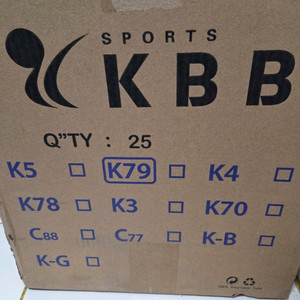 SPORTS
KBB
Q"TY : 25
K5 K79 K4
K78 K3 K70
C88 C77 K-B
K-G